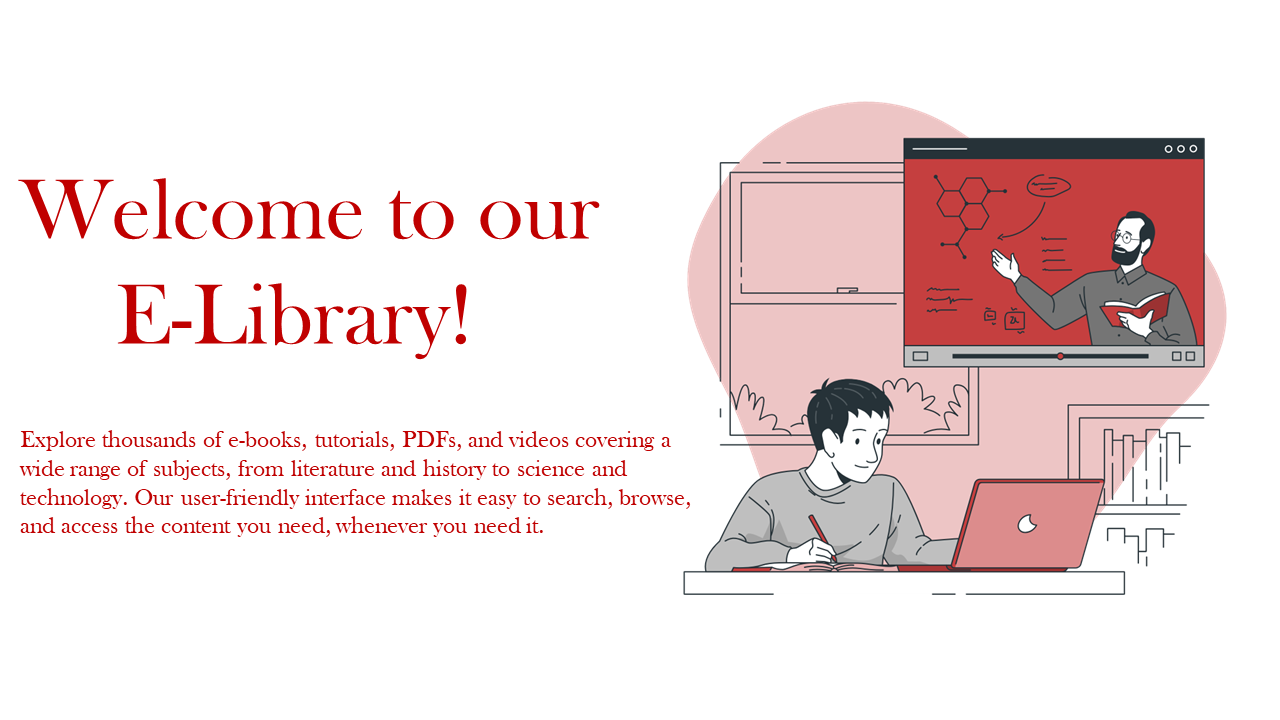 Welcome to our
E-Library!
Explore thousands of e-books, tutorials, PDFs, and videos covering a
wide range of subjects, from literature and history to science and
technology. Our user-friendly interface makes it easy to search, browse,
and access the content you need, whenever you need it.